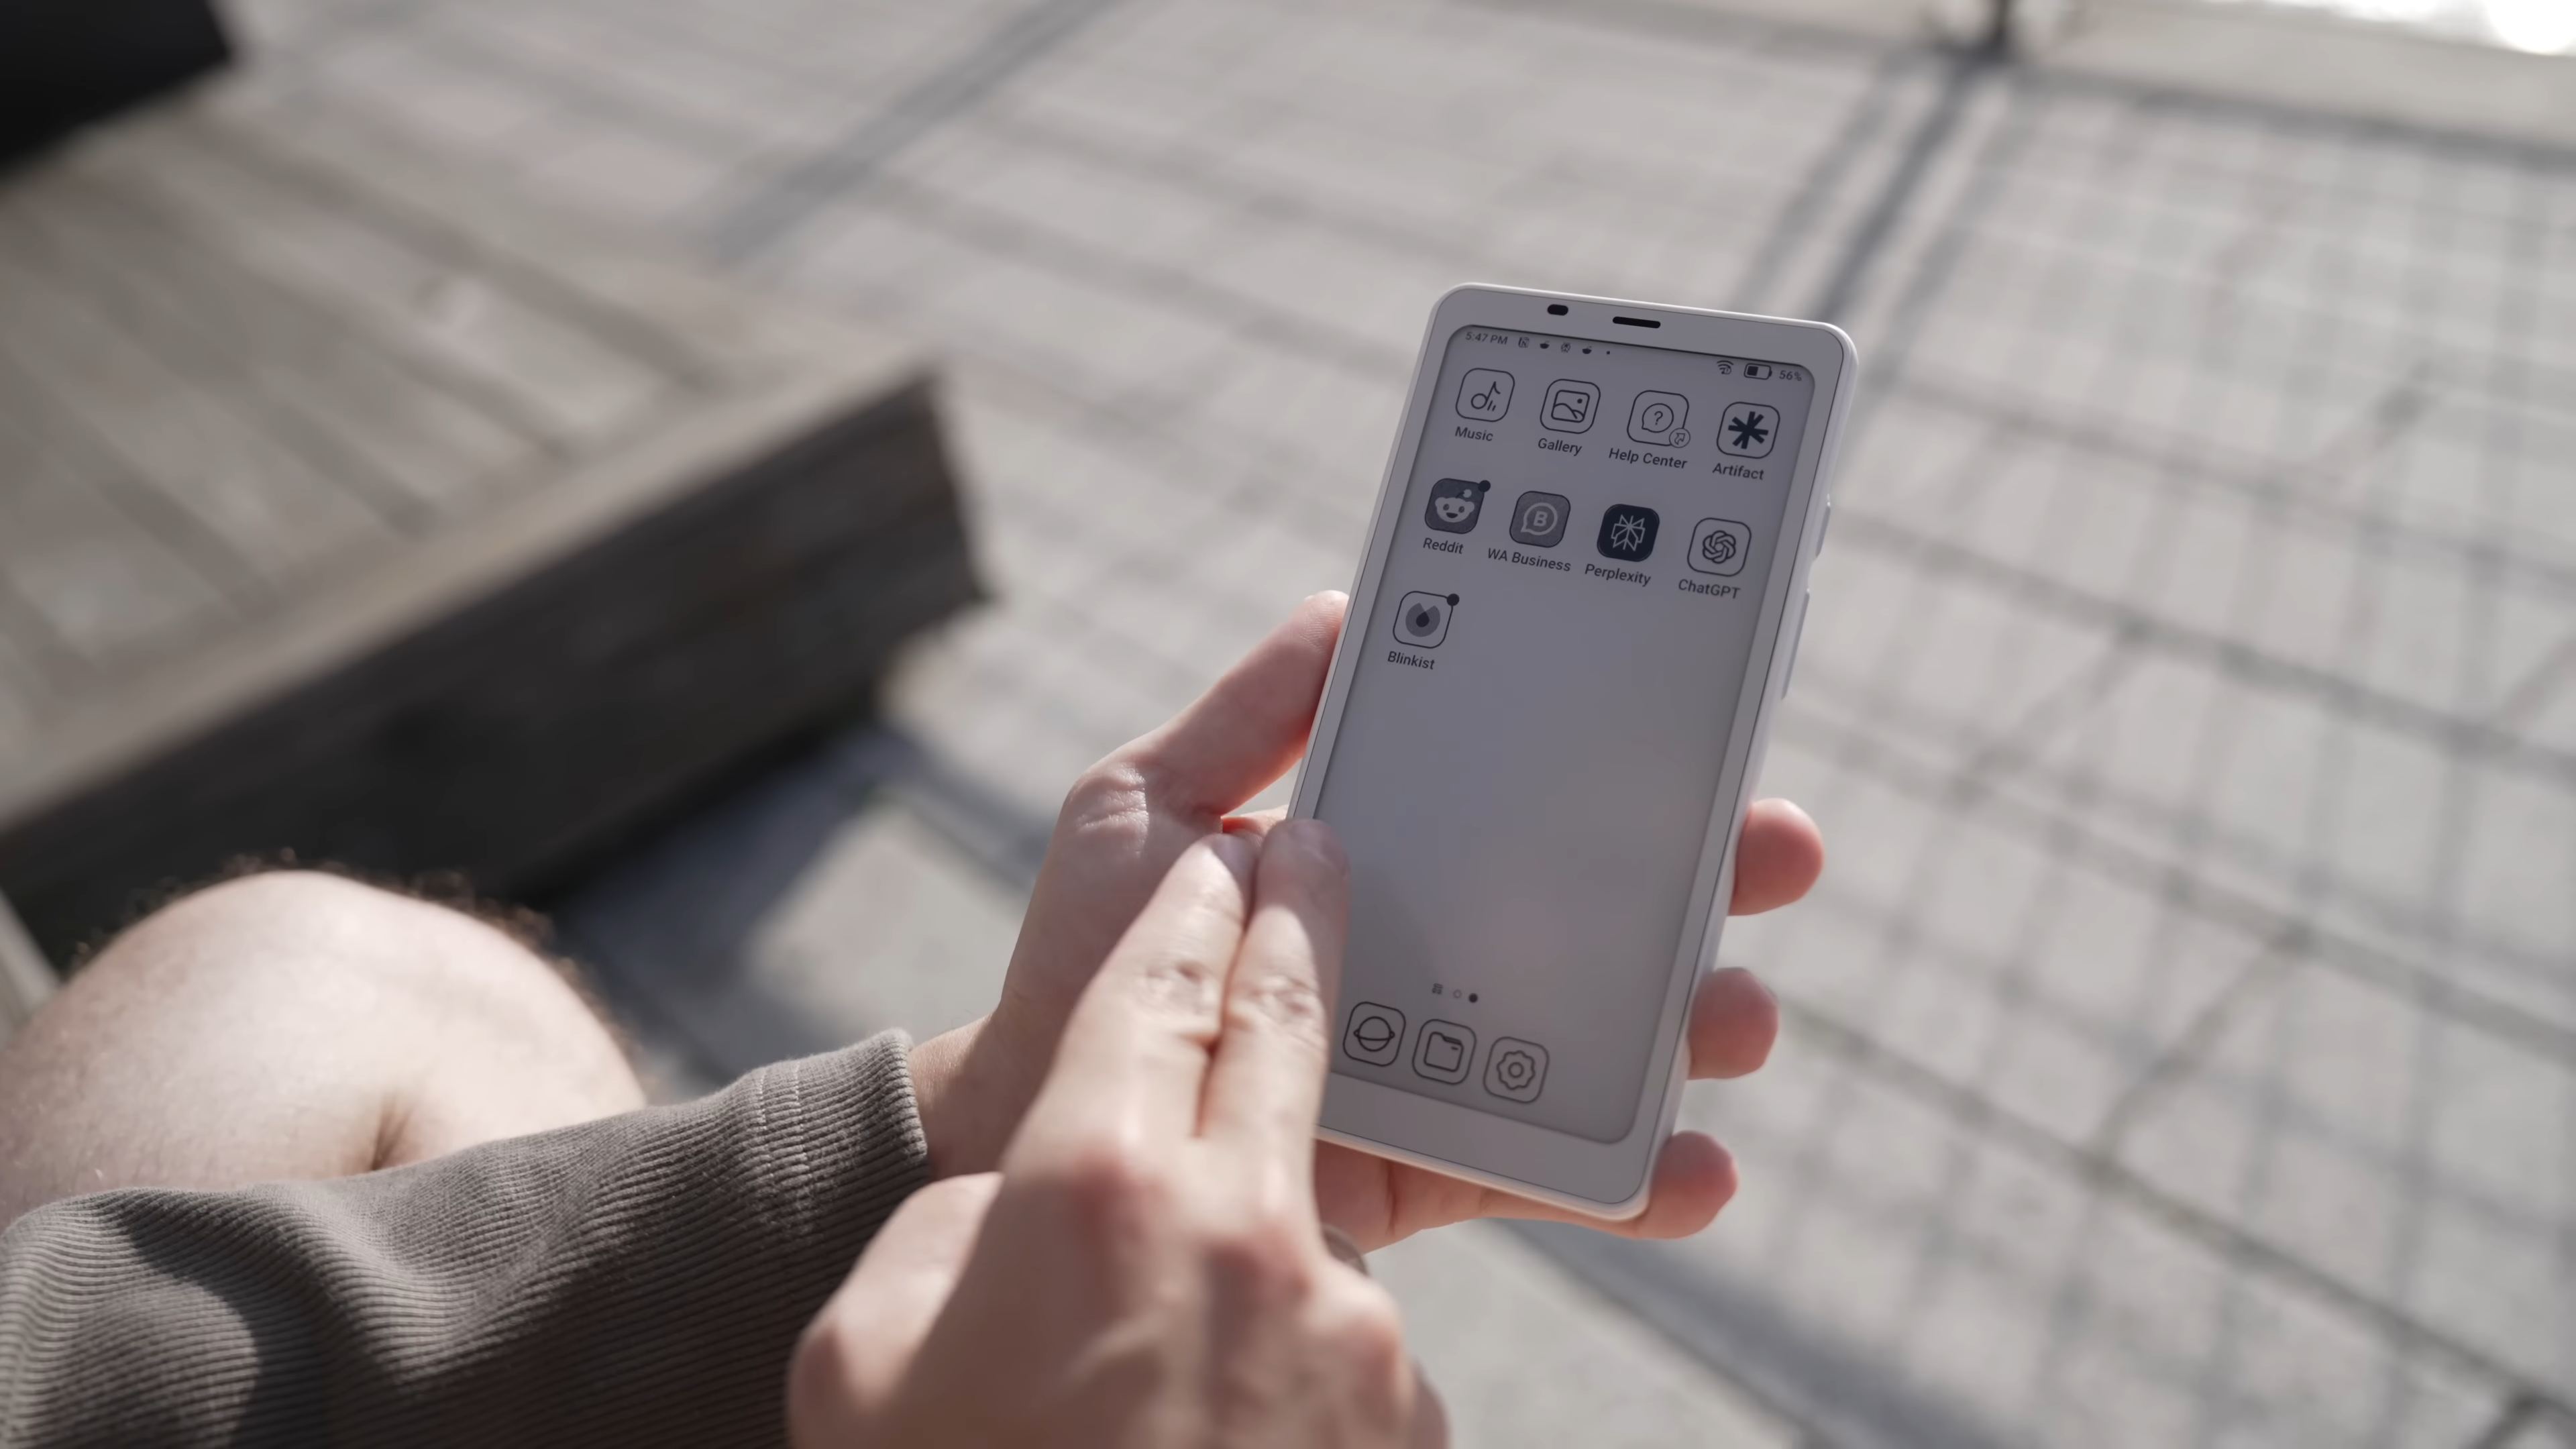 5:47 PM 56%
Music Gallery Help Center Artifact
Reddit WA Business Perplexity ChatGPT
Blinkist